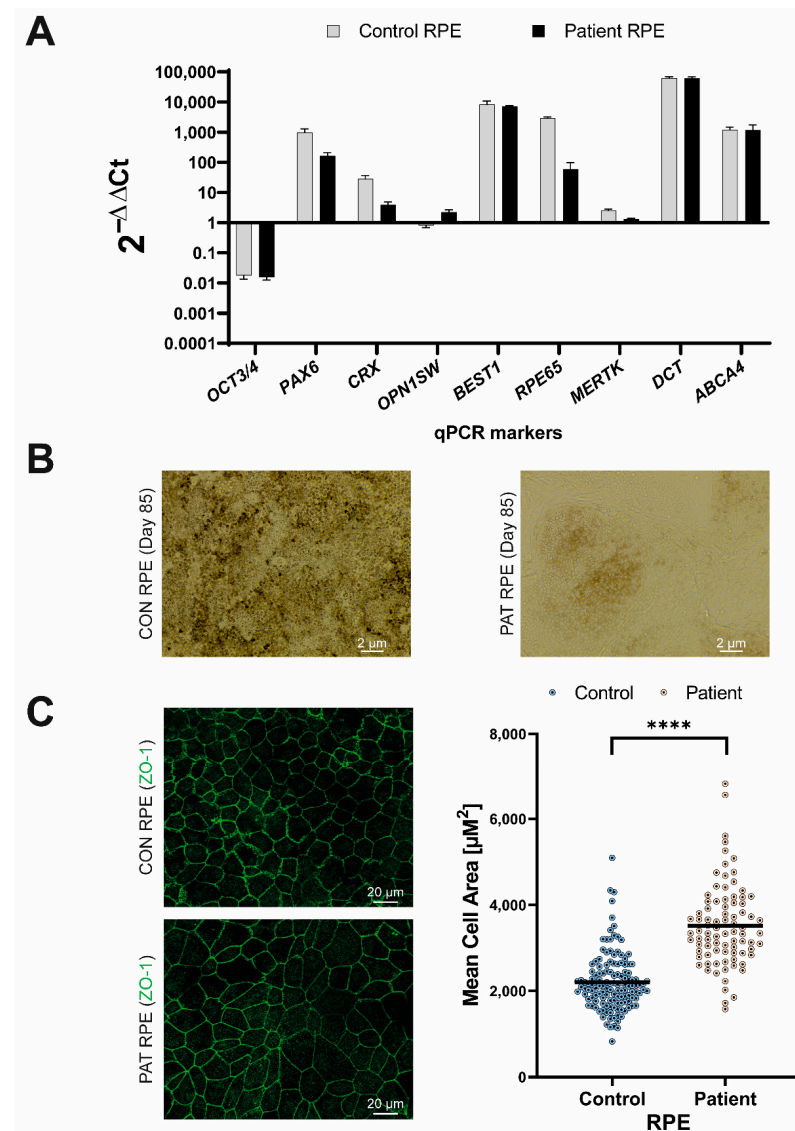 A
Control RPE
Patient RPE
100,000
10,000
1,000
100
10
1
0.1
0.01
0.001
0.0001
2^−ΔΔCt
OCT3/4
PAX6
CRX
OPN1SW
BEST1
RPE65
MERTK
DCT
ABCA4
qPCR markers
B
CON RPE (Day 85)
2 µm
PAT RPE (Day 85)
2 µm
C
CON RPE (ZO-1)
20 µm
PAT RPE (ZO-1)
20 µm
Control
Patient
****
8,000
6,000
4,000
2,000
0
Mean Cell Area [µM²]
Control
Patient
RPE